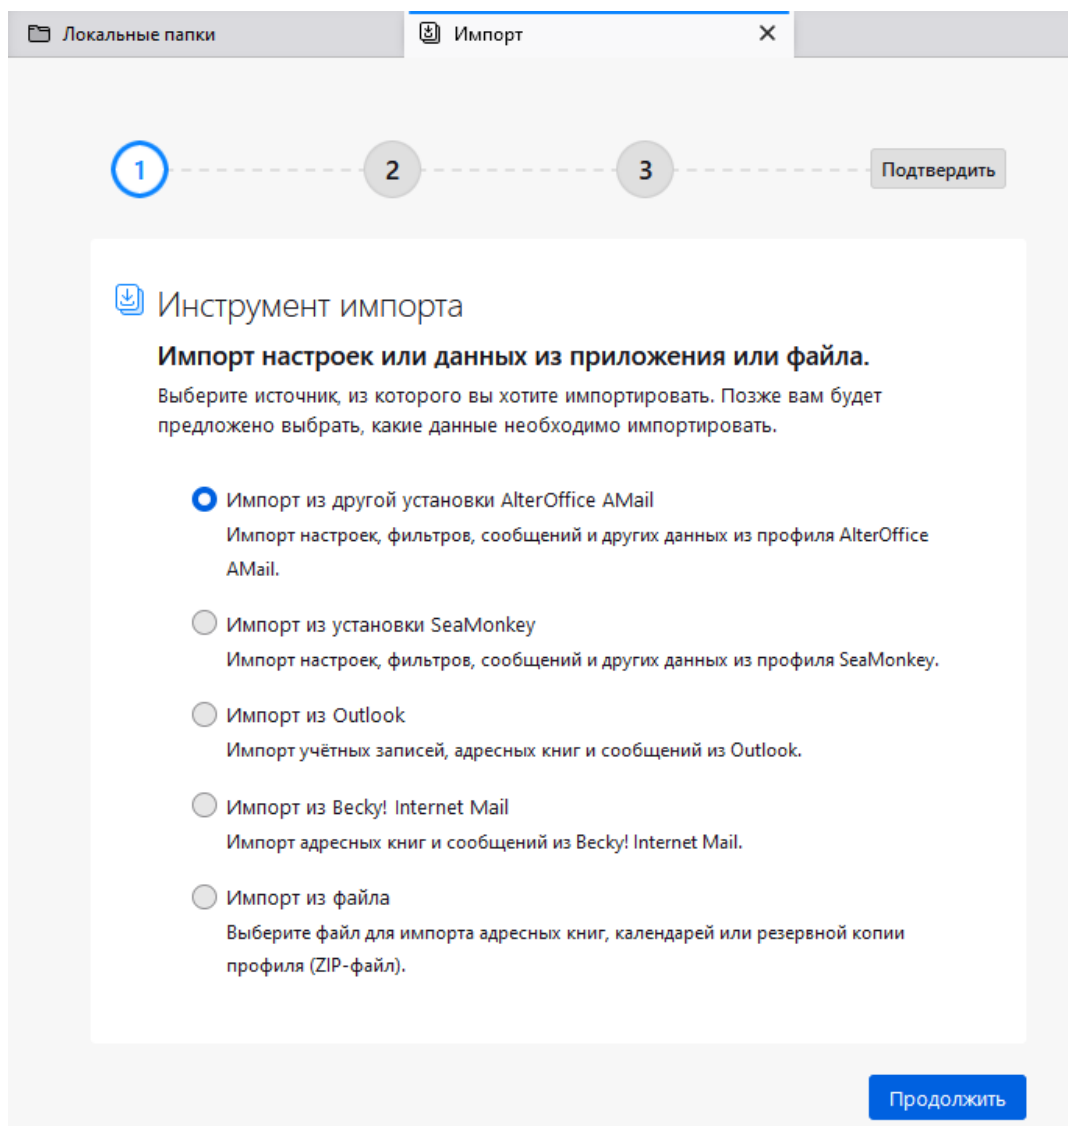 Локальные папки
Импорт
1
2
3
Подтвердить
Инструмент импорта
Импорт настроек или данных из приложения или файла.
Выберите источник, из которого вы хотите импортировать. Позже вам будет
предложено выбрать, какие данные необходимо импортировать.
Импорт из другой установки AlterOffice AMail
Импорт настроек, фильтров, сообщений и других данных из профиля AlterOffice
AMail.
Импорт из установки SeaMonkey
Импорт настроек, фильтров, сообщений и других данных из профиля SeaMonkey.
Импорт из Outlook
Импорт учётных записей, адресных книг и сообщений из Outlook.
Импорт из Becky! Internet Mail
Импорт адресных книг и сообщений из Becky! Internet Mail.
Импорт из файла
Выберите файл для импорта адресных книг, календарей или резервной копии
профиля (ZIP-файл).
Продолжить